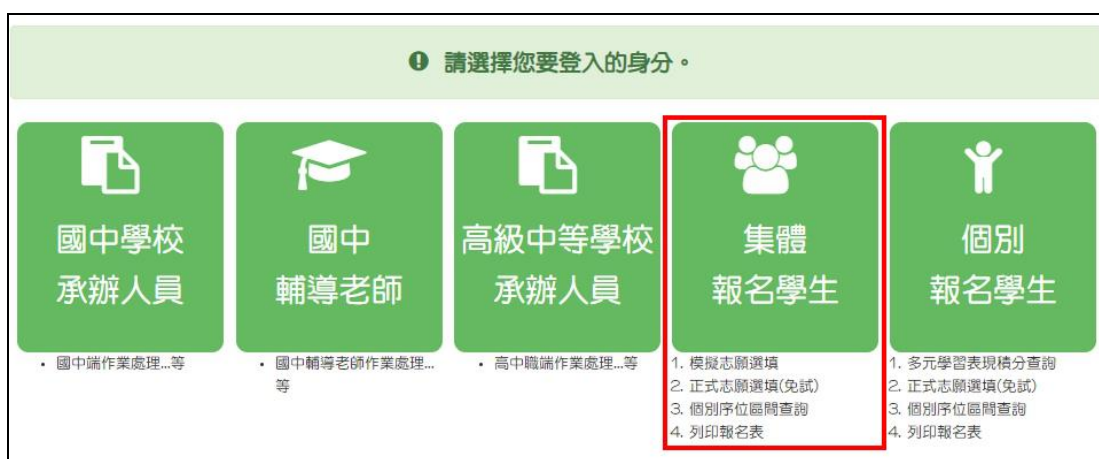 請選擇您要登入的身分。
國中學校
承辦人員
國中
輔導老師
高級中等學校
承辦人員
集體
報名學生
個別
報名學生
• 國中端作業處理...等
• 國中輔導老師作業處理...
等
• 高中職端作業處理...等
1. 模擬志願選填
2. 正式志願選填(免試)
3. 個別序位區間查詢
4. 列印報名表
1. 多元學習表現積分查詢
2. 正式志願選填(免試)
3. 個別序位區間查詢
4. 列印報名表